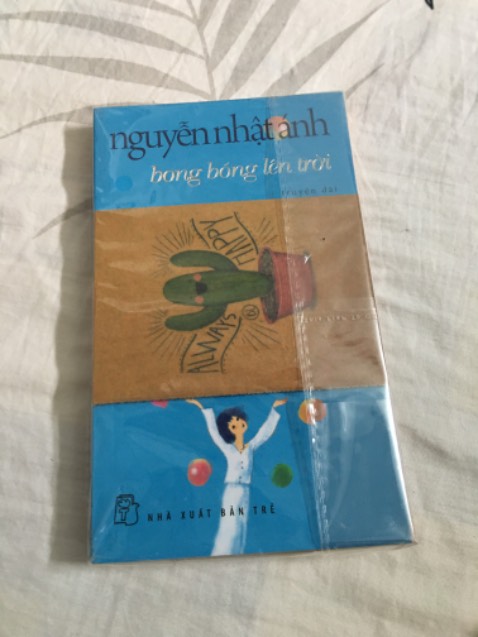 nguyễn nhật ánh
bong bóng lên trời
truyện dài
HAPPY
ALWAYS
NHÀ XUẤT BẢN TRẺ